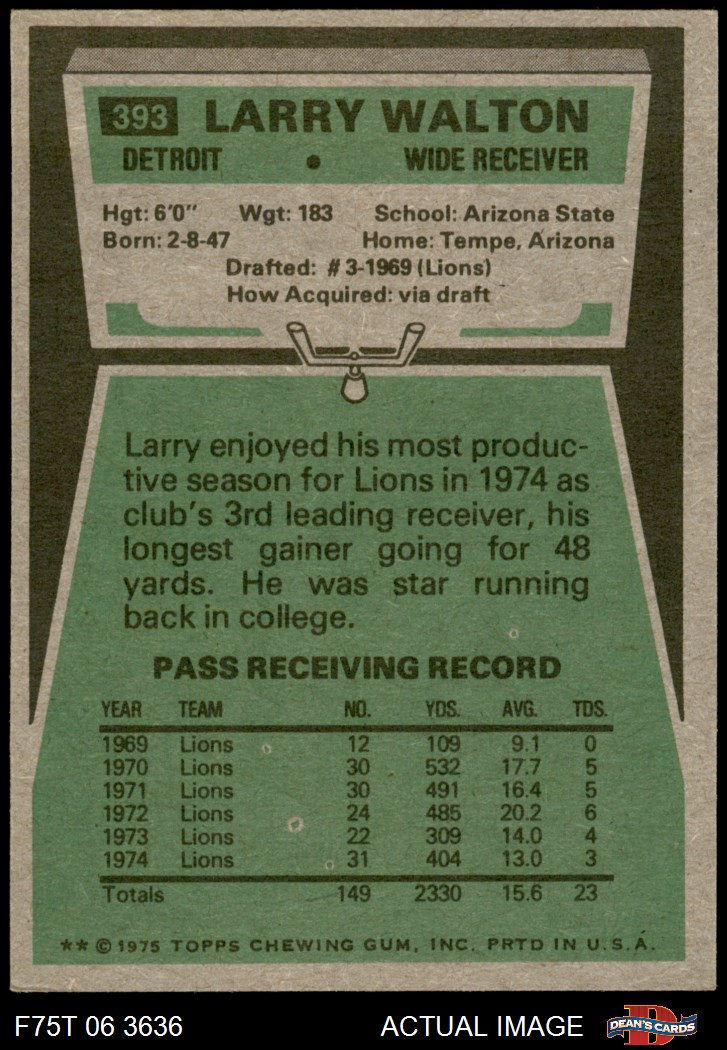 393 LARRY WALTON
DETROIT • WIDE RECEIVER
Hgt: 6'0" Wgt: 183 School: Arizona State
Born: 2-8-47 Home: Tempe, Arizona
Drafted: #3-1969 (Lions)
How Acquired: via draft
Larry enjoyed his most produc-
tive season for Lions in 1974 as
club's 3rd leading receiver, his
longest gainer going for 48
yards. He was star running
back in college.
PASS RECEIVING RECORD
YEAR TEAM NO. YDS. AVG. TDS.
1969 Lions 12 109 9.1 0
1970 Lions 30 532 17.7 5
1971 Lions 30 491 16.4 5
1972 Lions 24 485 20.2 6
1973 Lions 22 309 14.0 4
1974 Lions 31 404 13.0 3
Totals 149 2330 15.6 23
** © 1975 TOPPS CHEWING GUM, INC. PRTD IN U.S.A.
F75T 06 3636 ACTUAL IMAGE D DEAN'S CARDS